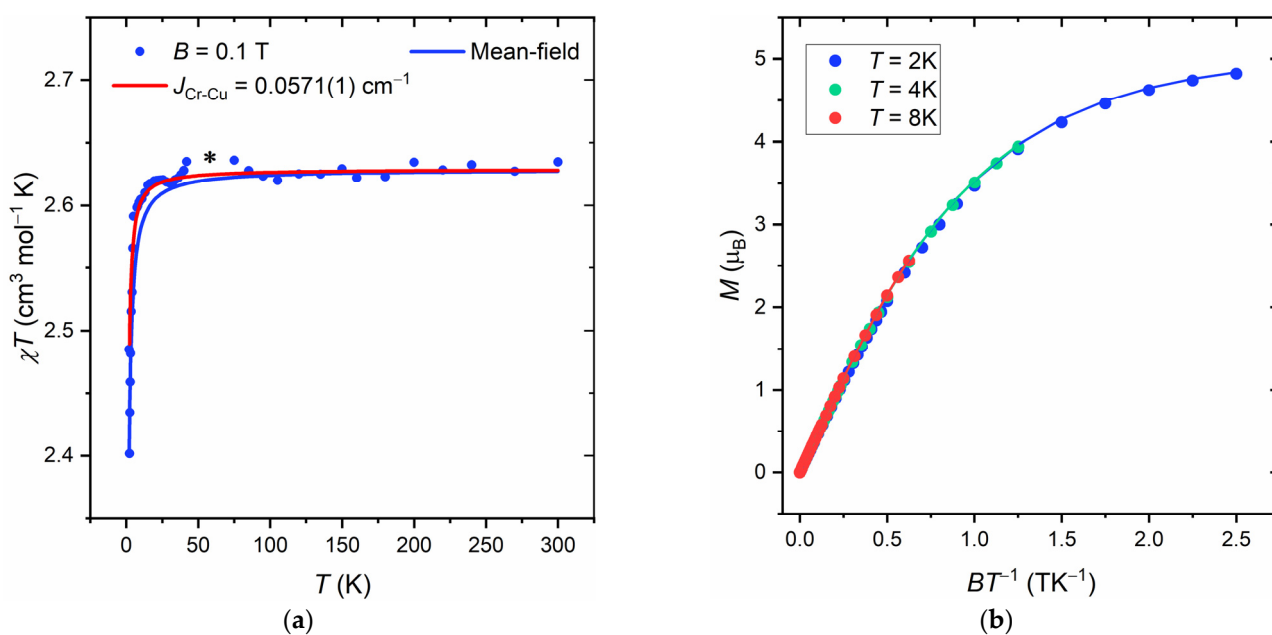 B = 0.1 T
Mean-field
J_Cr-Cu = 0.0571(1) cm⁻¹
*
χT (cm³ mol⁻¹ K)
2.7
2.6
2.5
2.4
0 50 100 150 200 250 300
T (K)
(a)
T = 2K
T = 4K
T = 8K
M (μ_B)
5
4
3
2
1
0
0.0 0.5 1.0 1.5 2.0 2.5
BT⁻¹ (TK⁻¹)
(b)